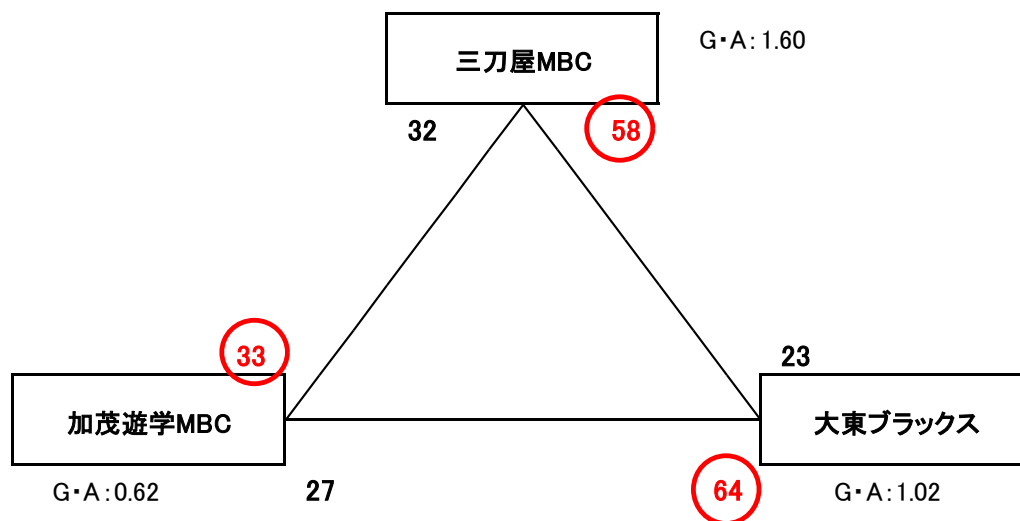 三刀屋MBC
G・A:1.60
32
58
33
23
加茂遊学MBC
大東ブラックス
G・A:0.62
27
64
G・A:1.02